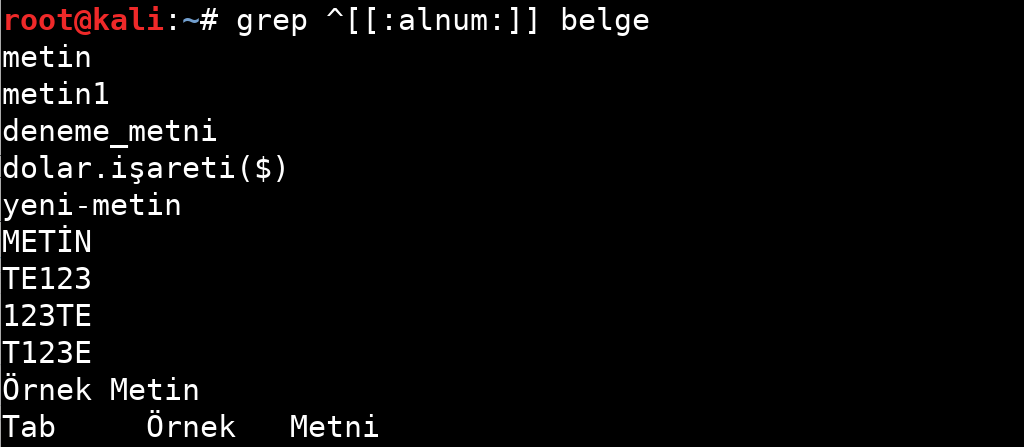 root@kali:~# grep ^[[:alnum:]] belge
metin
metin1
deneme_metni
dolar.işareti($)
yeni-metin
METİN
TE123
123TE
T123E
Örnek Metin
Tab     Örnek   Metni